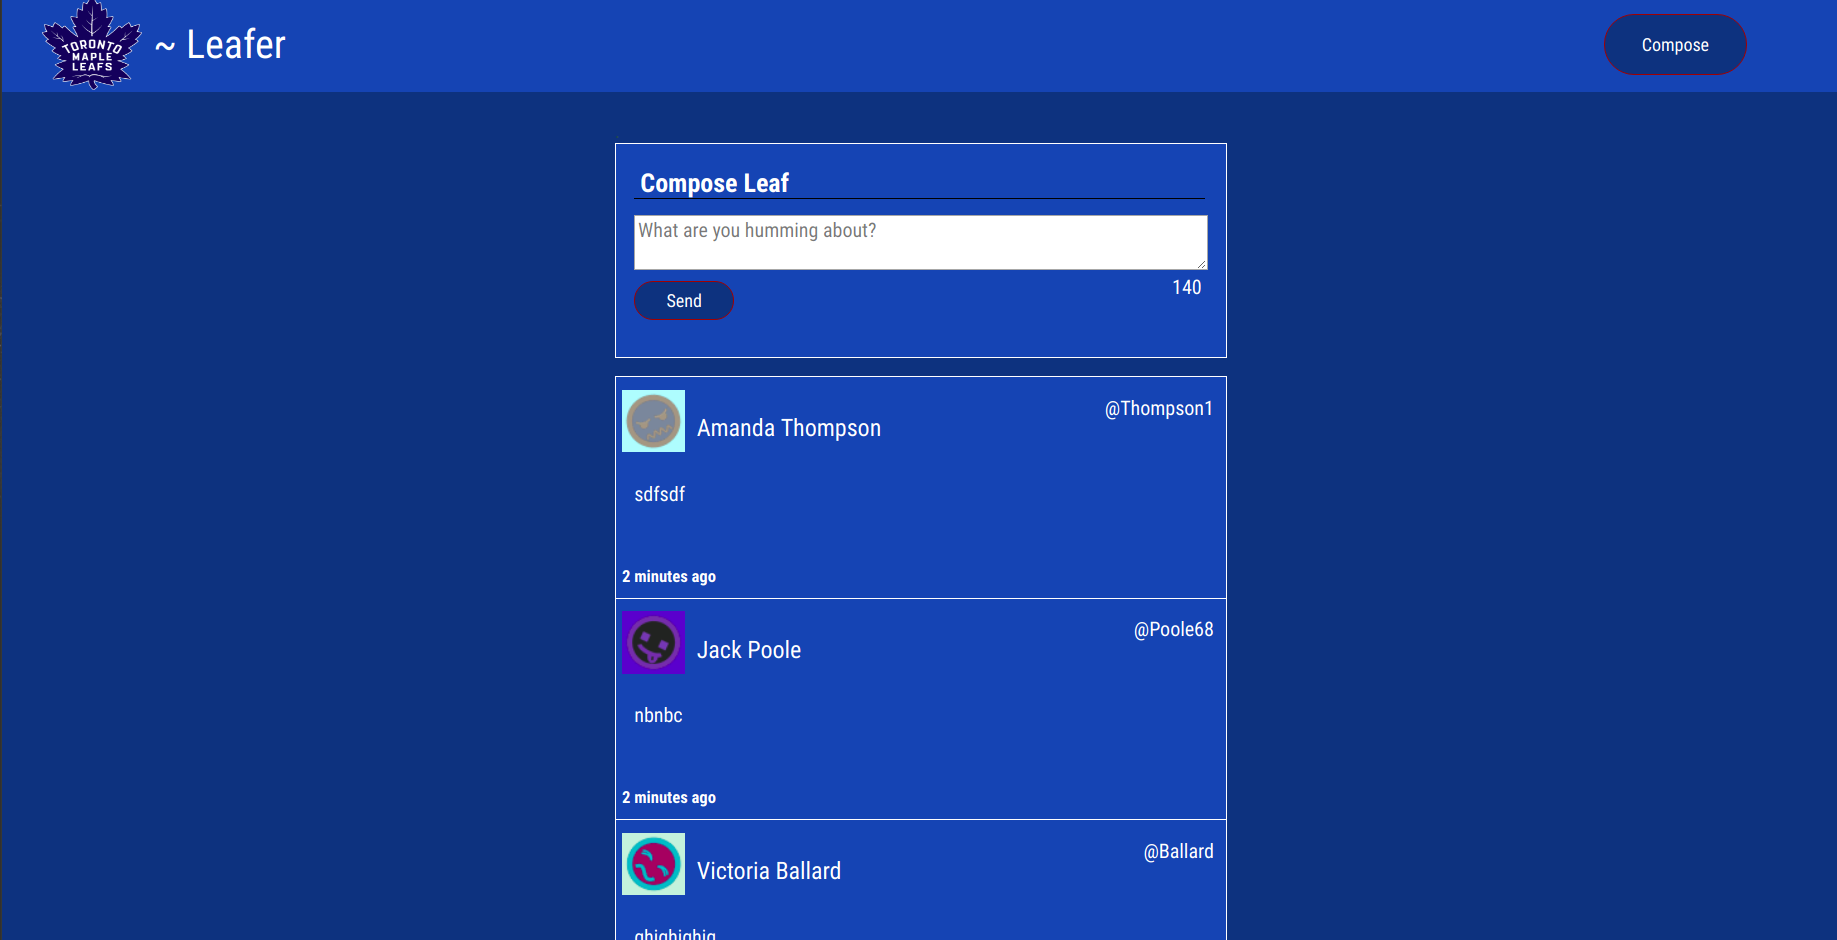 TORONTO
MAPLE
LEAFS
~ Leafer
Compose
Compose Leaf
What are you humming about?
Send
140
Amanda Thompson
@Thompson1
sdfsdf
2 minutes ago
Jack Poole
@Poole68
nbnbc
2 minutes ago
Victoria Ballard
@Ballard